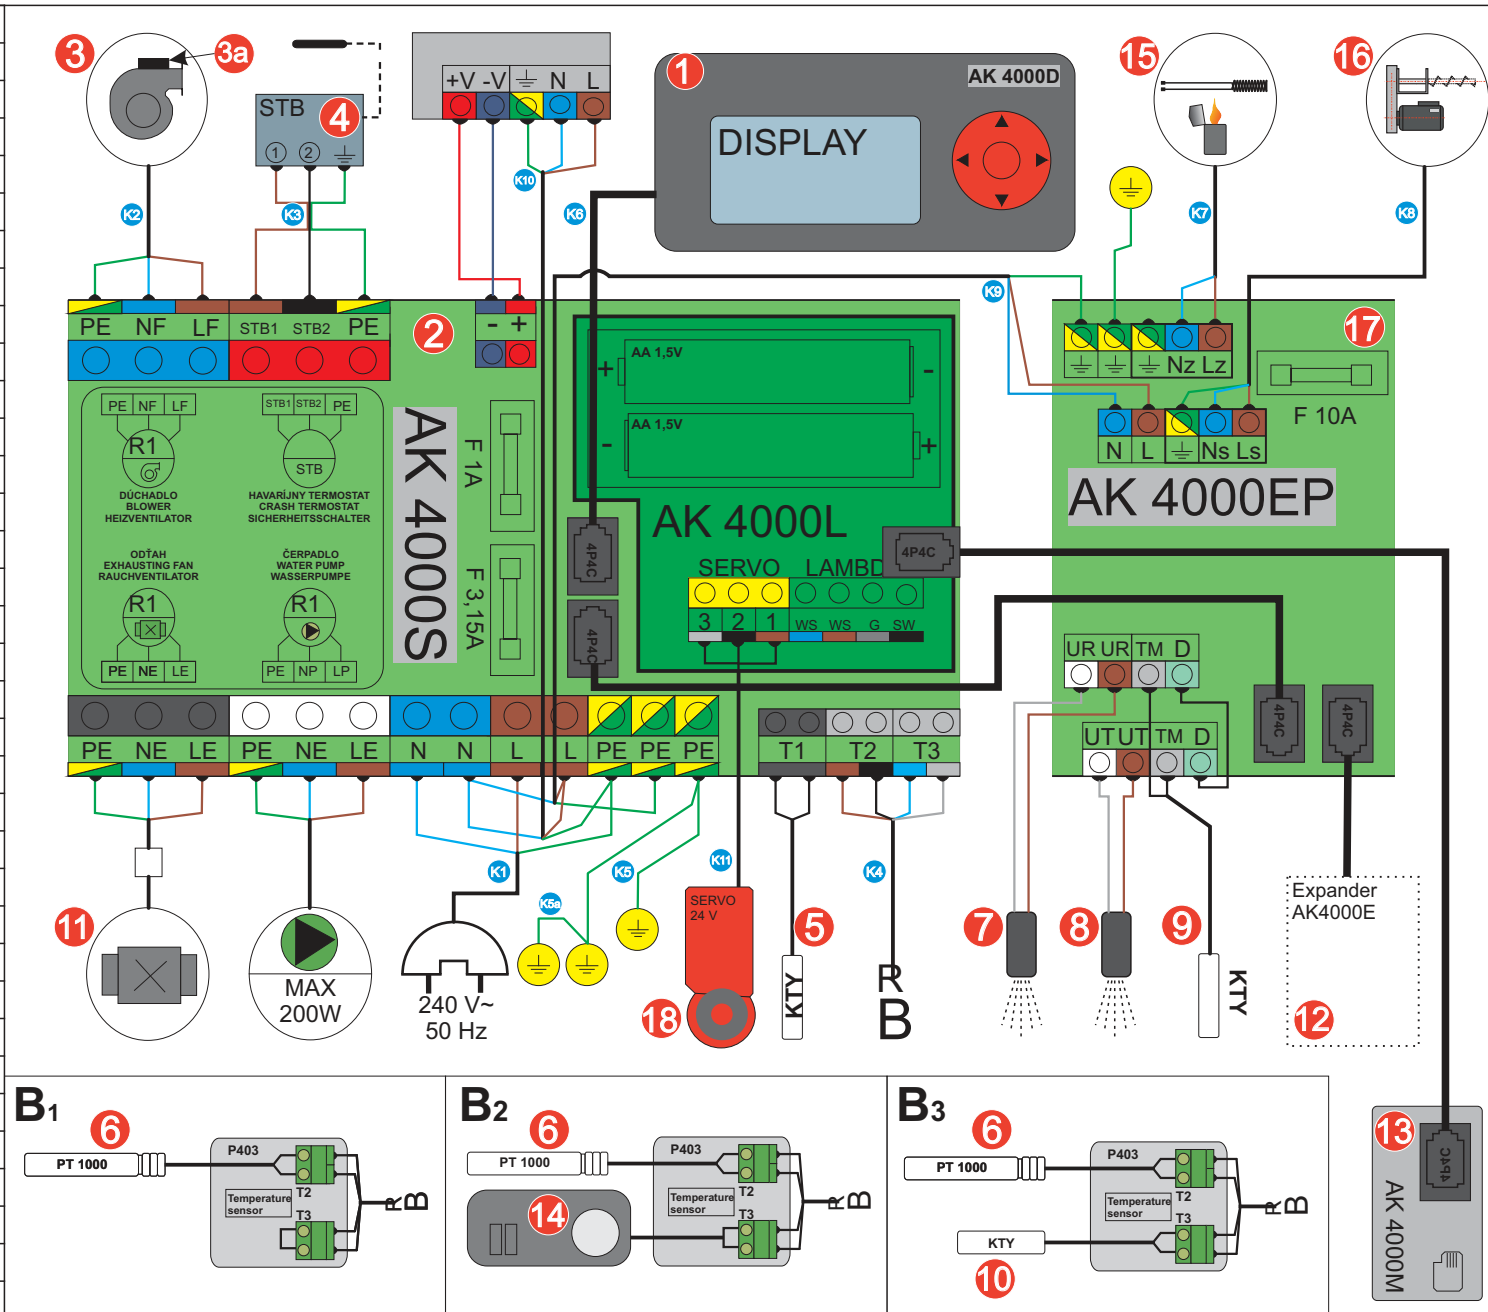 3
3a
STB
4
1
2
+V -V N L
1
AK 4000D
DISPLAY
15
16
K2
K3
K10
K6
K7
K8
K9
PE NF LF STB1 STB2 PE
2
- +
17
Nz Lz
F 10A
N L Ns Ls
AK 4000EP
AA 1,5V
+ -
AA 1,5V
- +
PE NF LF
R1
DÚCHADLO
BLOWER
HEIZVENTILATOR
STB1 STB2 PE
STB
HAVARÍJNY TERMOSTAT
CRASH TERMOSTAT
SICHERHEITSSCHALTER
ODŤAH
EXHAUSTING FAN
RAUCHVENTILATOR
R1
PE NE LE
ČERPADLO
WATER PUMP
WASSERPUMPE
R1
PE NP LP
AK 4000S
F 1A
F 3,15A
4P4C
4P4C
AK 4000L
4P4C
SERVO LAMBD
3 2 1 WS WS G SW
UR UR TM D
UT UT TM D
4P4C
4P4C
PE NE LE PE NE LE N N L L PE PE PE
T1 T2 T3
K1
K5a
K5
K11
K4
11
MAX
200W
240 V~
50 Hz
SERVO
24 V
18
5
KTY
R
B
7
8
9
KTY
Expander
AK4000E
12
B1
6
PT 1000
P403
Temperature
sensor
T2
T3
R
B
B2
6
PT 1000
14
P403
Temperature
sensor
T2
T3
R
B
B3
6
PT 1000
KTY
10
P403
Temperature
sensor
T2
T3
R
B
13
4P4C
AK 4000M